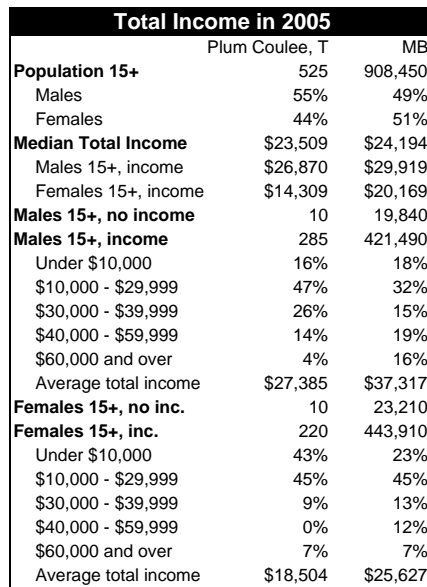 Total Income in 2005
Plum Coulee, T MB
Population 15+ 525 908,450
Males 55% 49%
Females 44% 51%
Median Total Income $23,509 $24,194
Males 15+, income $26,870 $29,919
Females 15+, income $14,309 $20,169
Males 15+, no income 10 19,840
Males 15+, income 285 421,490
Under $10,000 16% 18%
$10,000 - $29,999 47% 32%
$30,000 - $39,999 26% 15%
$40,000 - $59,999 14% 19%
$60,000 and over 4% 16%
Average total income $27,385 $37,317
Females 15+, no inc. 10 23,210
Females 15+, inc. 220 443,910
Under $10,000 43% 23%
$10,000 - $29,999 45% 45%
$30,000 - $39,999 9% 13%
$40,000 - $59,999 0% 12%
$60,000 and over 7% 7%
Average total income $18,504 $25,627